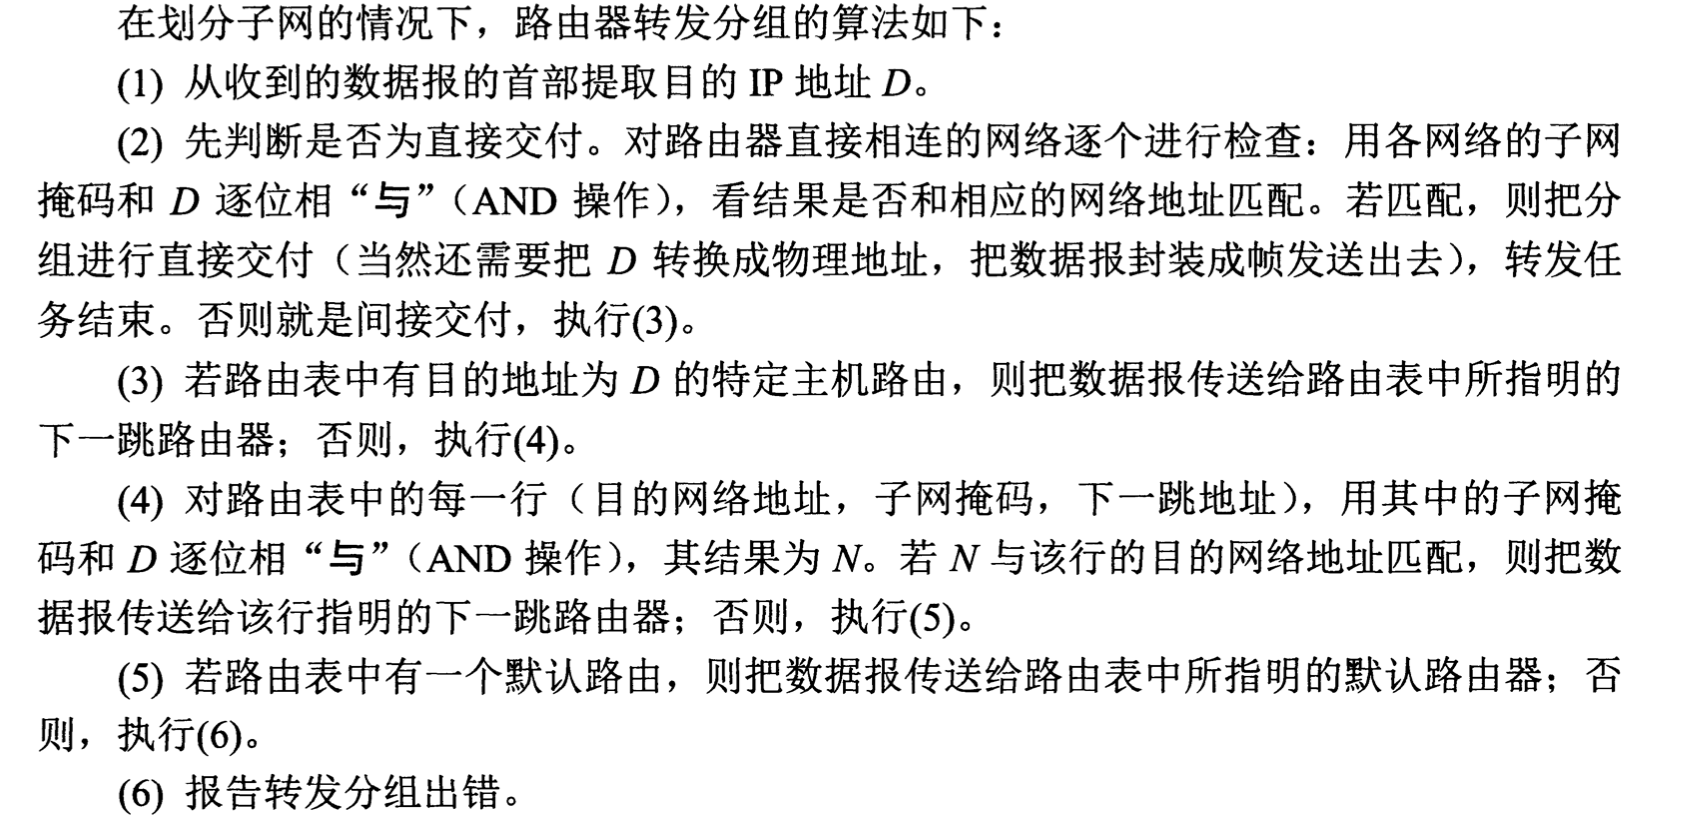 在划分子网的情况下，路由器转发分组的算法如下：
(1) 从收到的数据报的首部提取目的 IP 地址 D。
(2) 先判断是否为直接交付。对路由器直接相连的网络逐个进行检查：用各网络的子网
掩码和 D 逐位相“与”（AND 操作），看结果是否和相应的网络地址匹配。若匹配，则把分
组进行直接交付（当然还需要把 D 转换成物理地址，把数据报封装成帧发送出去），转发任
务结束。否则就是间接交付，执行(3)。
(3) 若路由表中有目的地址为 D 的特定主机路由，则把数据报传送给路由表中所指明的
下一跳路由器；否则，执行(4)。
(4) 对路由表中的每一行（目的网络地址，子网掩码，下一跳地址），用其中的子网掩
码和 D 逐位相“与”（AND 操作），其结果为 N。若 N 与该行的目的网络地址匹配，则把数
据报传送给该行指明的下一跳路由器；否则，执行(5)。
(5) 若路由表中有一个默认路由，则把数据报传送给路由表中所指明的默认路由器；否
则，执行(6)。
(6) 报告转发分组出错。